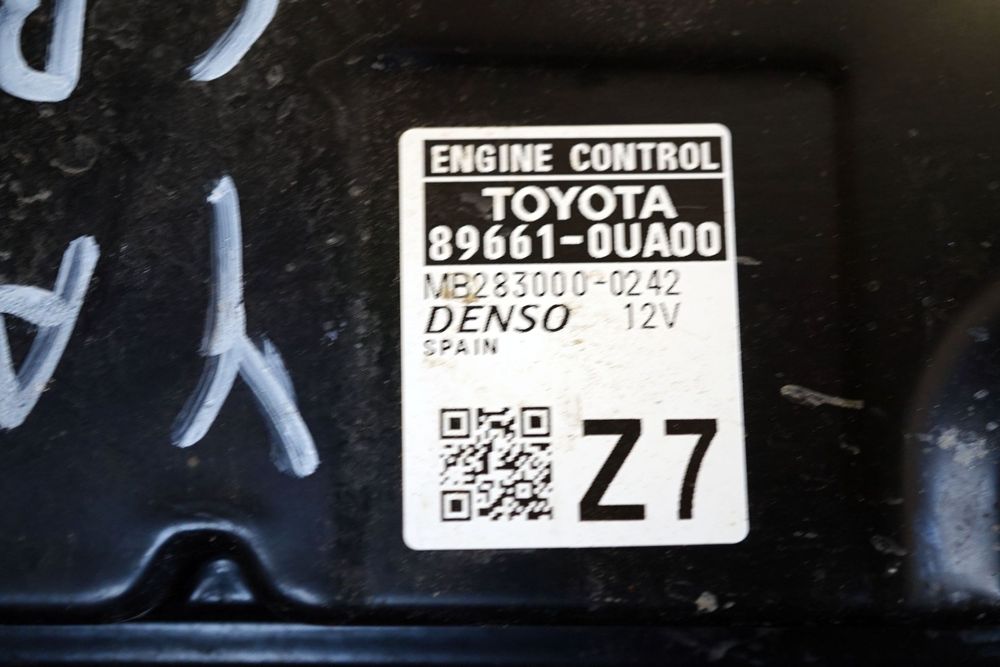 ENGINE CONTROL
TOYOTA
89661-0UA00
MB283000-0242
DENSO 12V
SPAIN
Z7